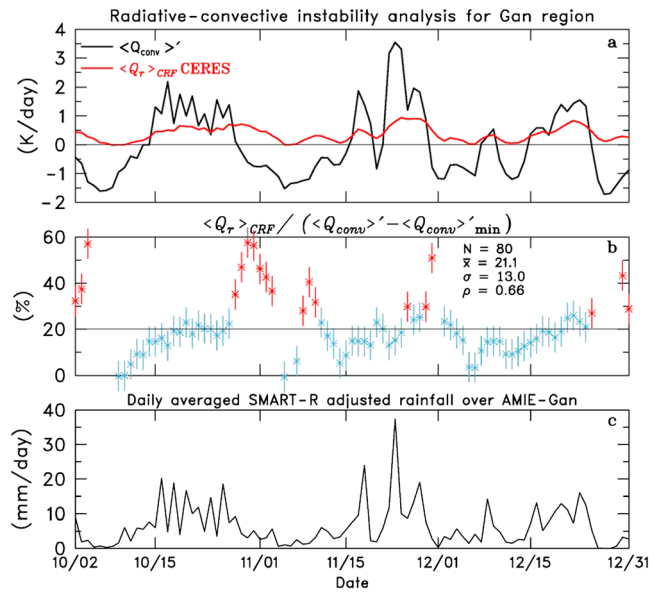 Radiative-convective instability analysis for Gan region
4
3
2
1
0
-1
-2
(K/day)
<Q_conv>′
<Q_r>_CRF CERES
a
<Q_r>_CRF / (<Q_conv>′-<Q_conv>′_min)
60
40
20
0
(%)
b
N = 80
x̄ = 21.1
σ = 13.0
ρ = 0.66
Daily averaged SMART-R adjusted rainfall over AMIE-Gan
40
30
20
10
0
(mm/day)
c
10/02 10/15 11/01 11/15 12/01 12/15 12/31
Date